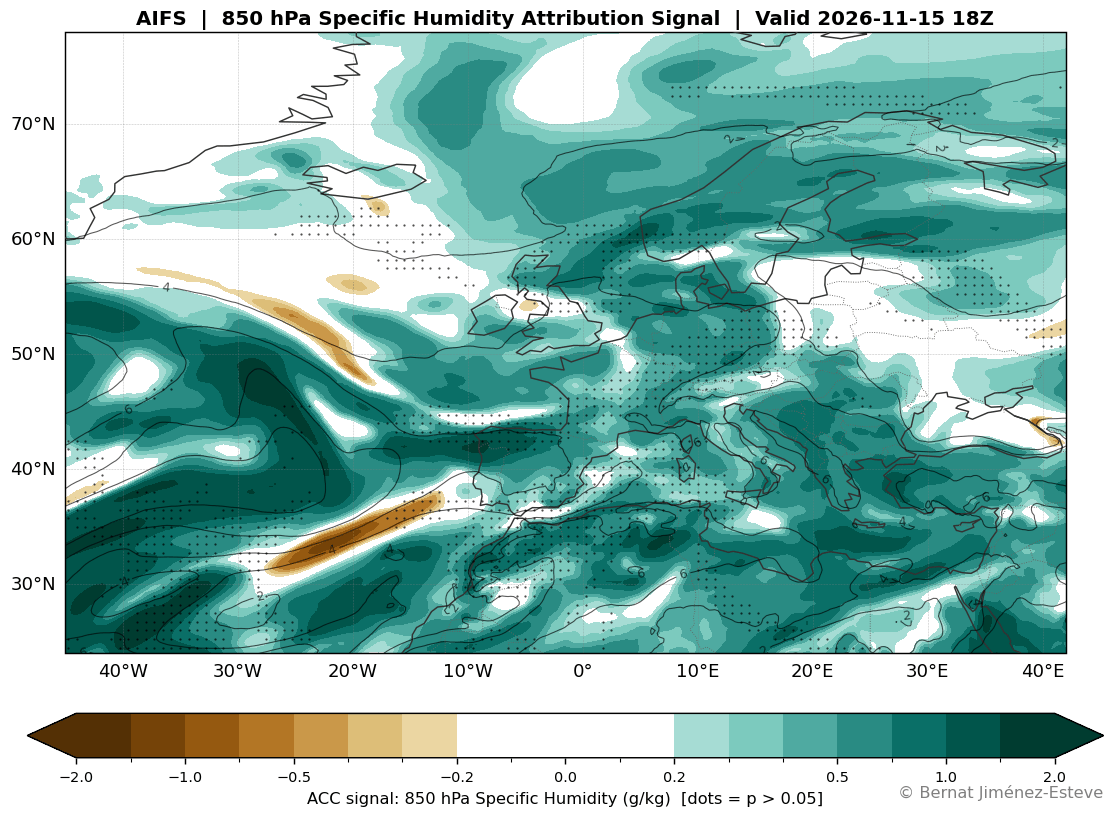 AIFS | 850 hPa Specific Humidity Attribution Signal | Valid 2026-11-15 18Z
70°N
60°N
50°N
40°N
30°N
40°W 30°W 20°W 10°W 0° 10°E 20°E 30°E 40°E
−2.0 −1.0 −0.5 −0.2 0.0 0.2 0.5 1.0 2.0
ACC signal: 850 hPa Specific Humidity (g/kg) [dots = p > 0.05]
© Bernat Jiménez-Esteve